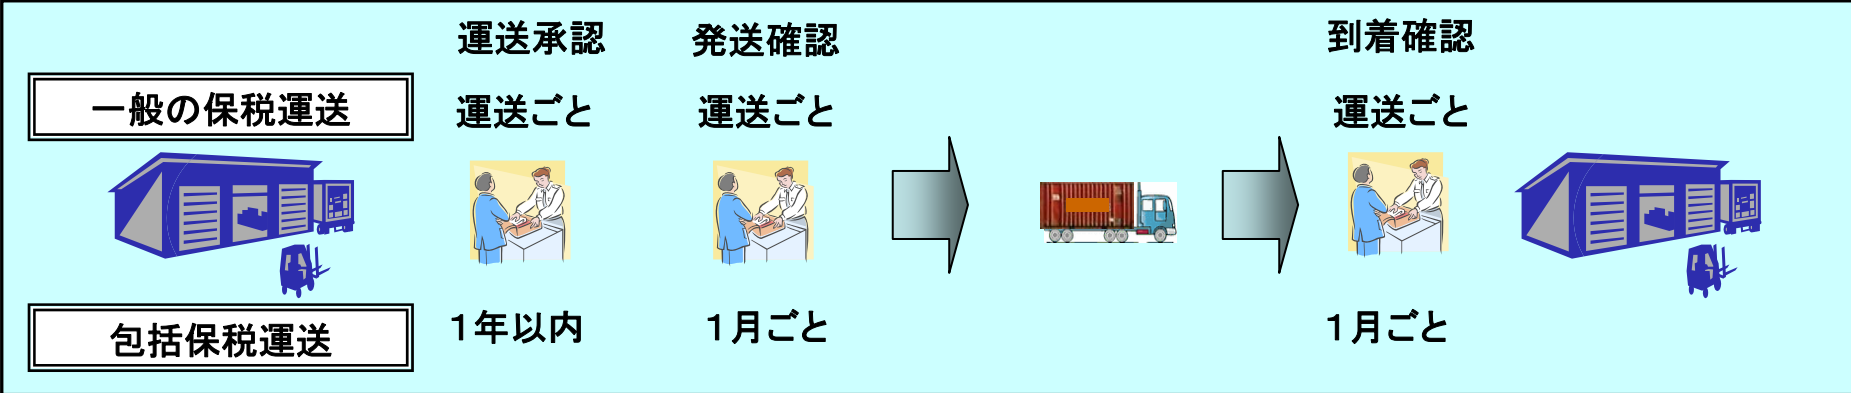 運送承認 発送確認 到着確認
一般の保税運送 運送ごと 運送ごと 運送ごと
包括保税運送 1年以内 1月ごと 1月ごと